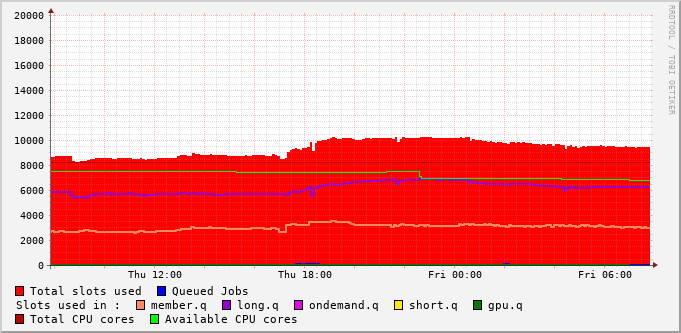 20000
18000
16000
14000
12000
10000
8000
6000
4000
2000
0
Thu 12:00 Thu 18:00 Fri 00:00 Fri 06:00
RRDTOOL / TOBI OETIKER
Total slots used Queued Jobs
Slots used in : member.q long.q ondemand.q short.q gpu.q
Total CPU cores Available CPU cores